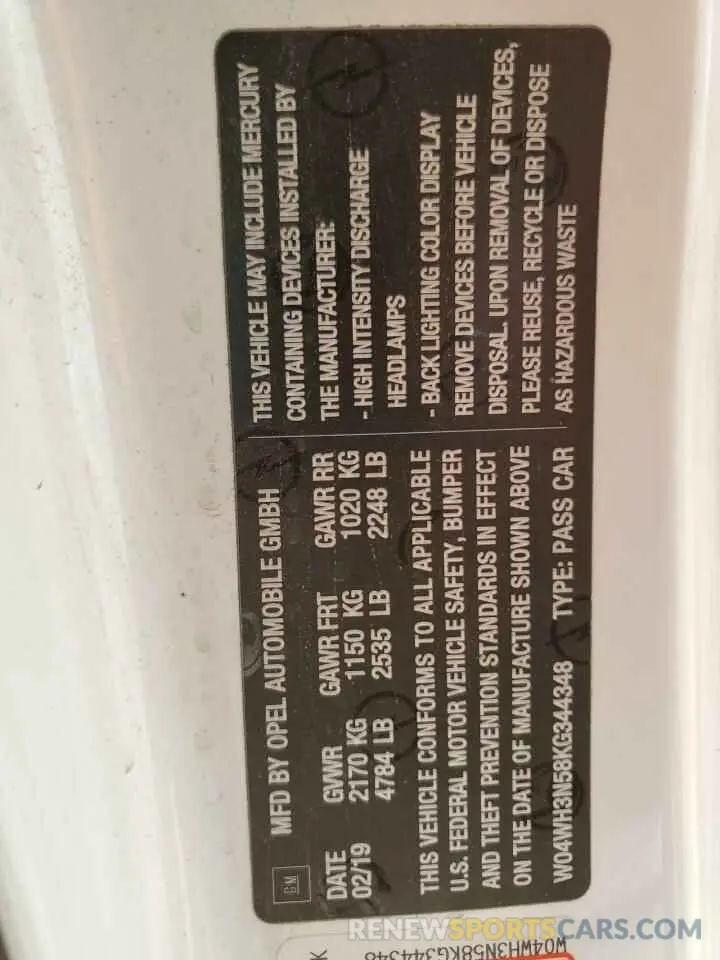 GM
MFD BY OPEL AUTOMOBILE GMBH
DATE GVWR GAWR FRT GAWR RR
02/19 2170 KG 1150 KG 1020 KG
4784 LB 2535 LB 2248 LB
THIS VEHICLE CONFORMS TO ALL APPLICABLE
U.S. FEDERAL MOTOR VEHICLE SAFETY, BUMPER
AND THEFT PREVENTION STANDARDS IN EFFECT
ON THE DATE OF MANUFACTURE SHOWN ABOVE
W04WH3N58KG344348 TYPE: PASS CAR
THIS VEHICLE MAY INCLUDE MERCURY
CONTAINING DEVICES INSTALLED BY
THE MANUFACTURER:
- HIGH INTENSITY DISCHARGE
HEADLAMPS
- BACK LIGHTING COLOR DISPLAY
REMOVE DEVICES BEFORE VEHICLE
DISPOSAL. UPON REMOVAL OF DEVICES,
PLEASE REUSE, RECYCLE OR DISPOSE
AS HAZARDOUS WASTE
W04WH3N58KG344348
K
RENEWSPORTSCARS.COM